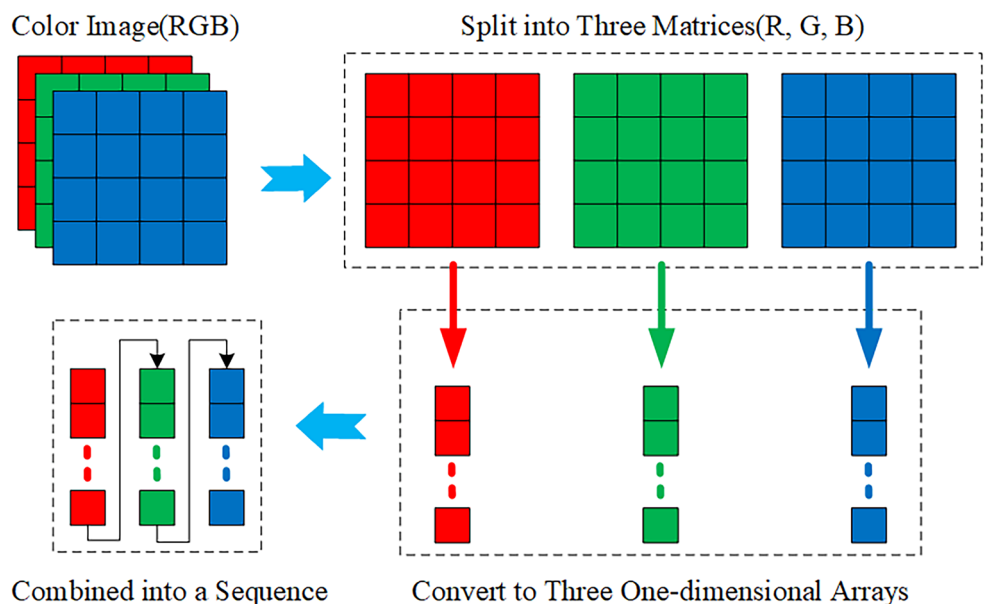 Color Image(RGB)
Split into Three Matrices(R, G, B)
Combined into a Sequence
Convert to Three One-dimensional Arrays